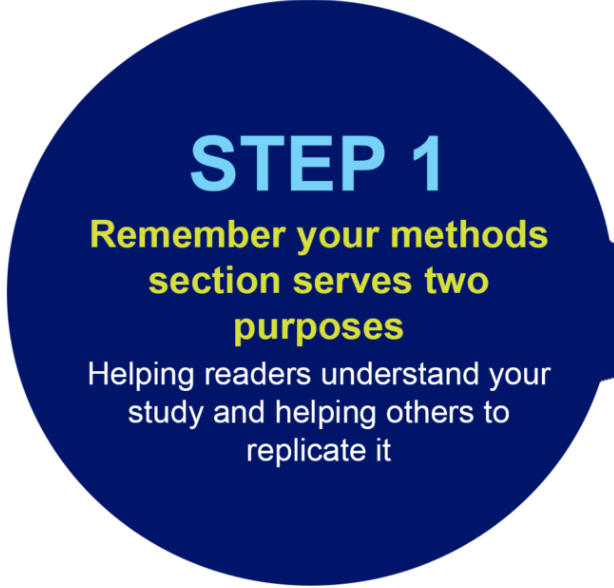 STEP 1
Remember your methods
section serves two
purposes
Helping readers understand your
study and helping others to
replicate it